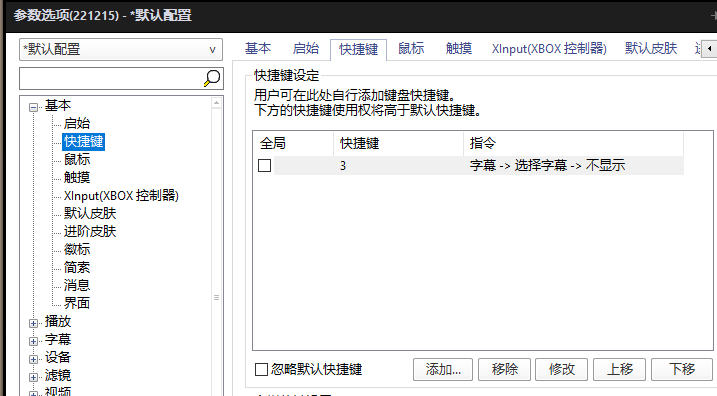 参数选项(221215) - *默认配置
*默认配置
基本
启始
快捷键
鼠标
触摸
XInput(XBOX 控制器)
默认皮肤
进阶皮肤
徽标
简索
消息
界面
播放
字幕
设备
滤镜
视频
基本 启始 快捷键 鼠标 触摸 XInput(XBOX 控制器) 默认皮肤
快捷键设定
用户可在此处自行添加键盘快捷键。
下方的快捷键使用权将高于默认快捷键。
全局 快捷键 指令
3 字幕 -> 选择字幕 -> 不显示
忽略默认快捷键 添加... 移除 修改 上移 下移